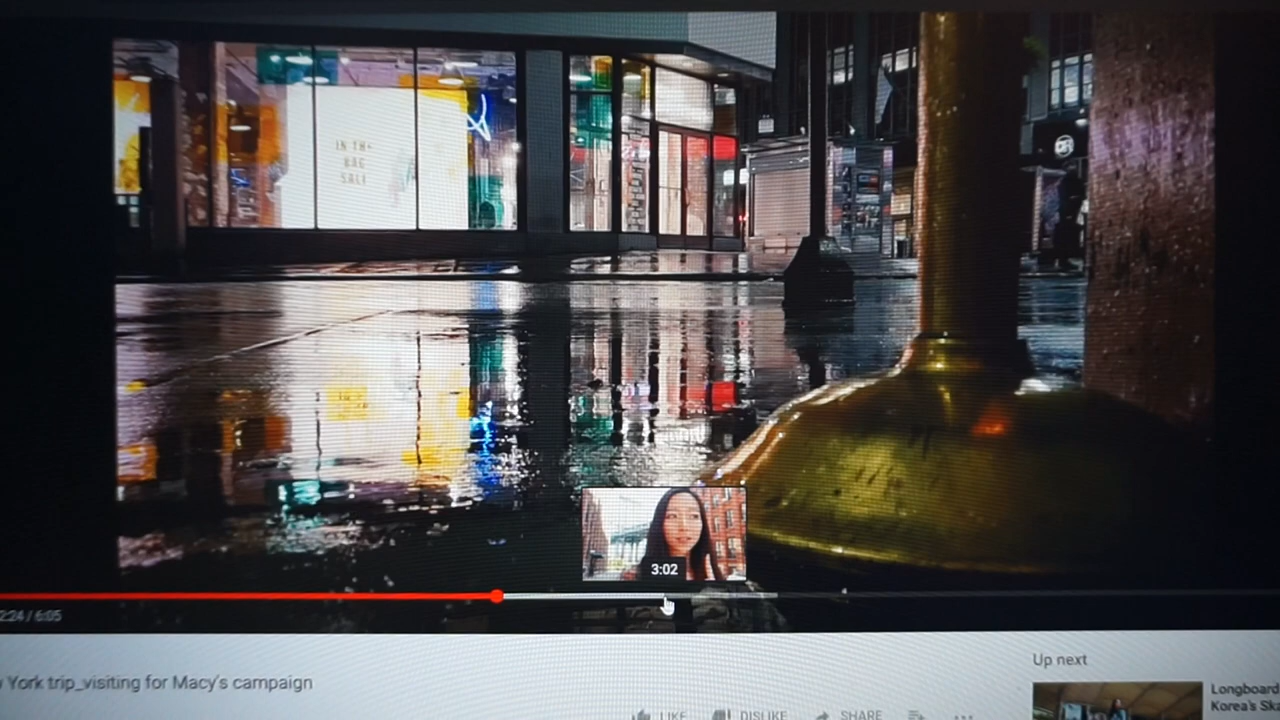 IN THE
BAG
SALE
3:02
2:24 / 6:05
York trip_visiting for Macy's campaign
Up next
Longboard
Korea's Ska
LIKE
DISLIKE
SHARE